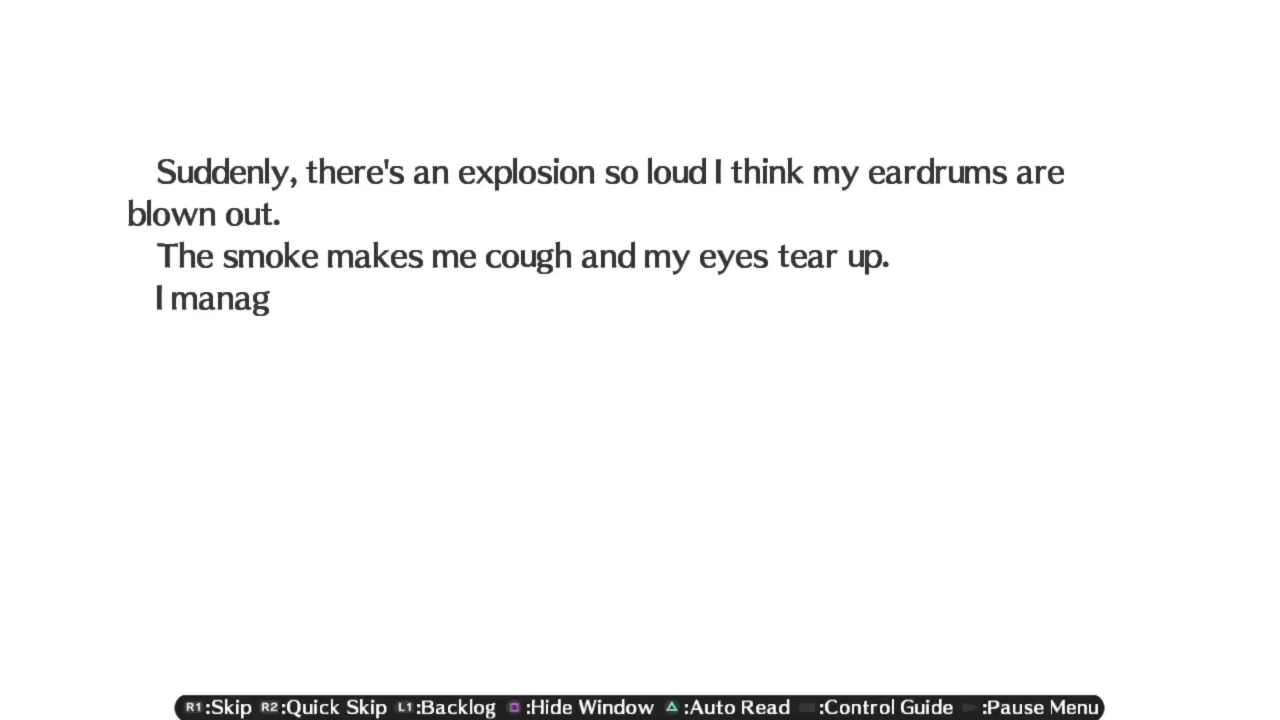 Suddenly, there's an explosion so loud I think my eardrums are
blown out.
The smoke makes me cough and my eyes tear up.
I manag
R1:Skip R2:Quick Skip L1:Backlog :Hide Window :Auto Read :Control Guide :Pause Menu